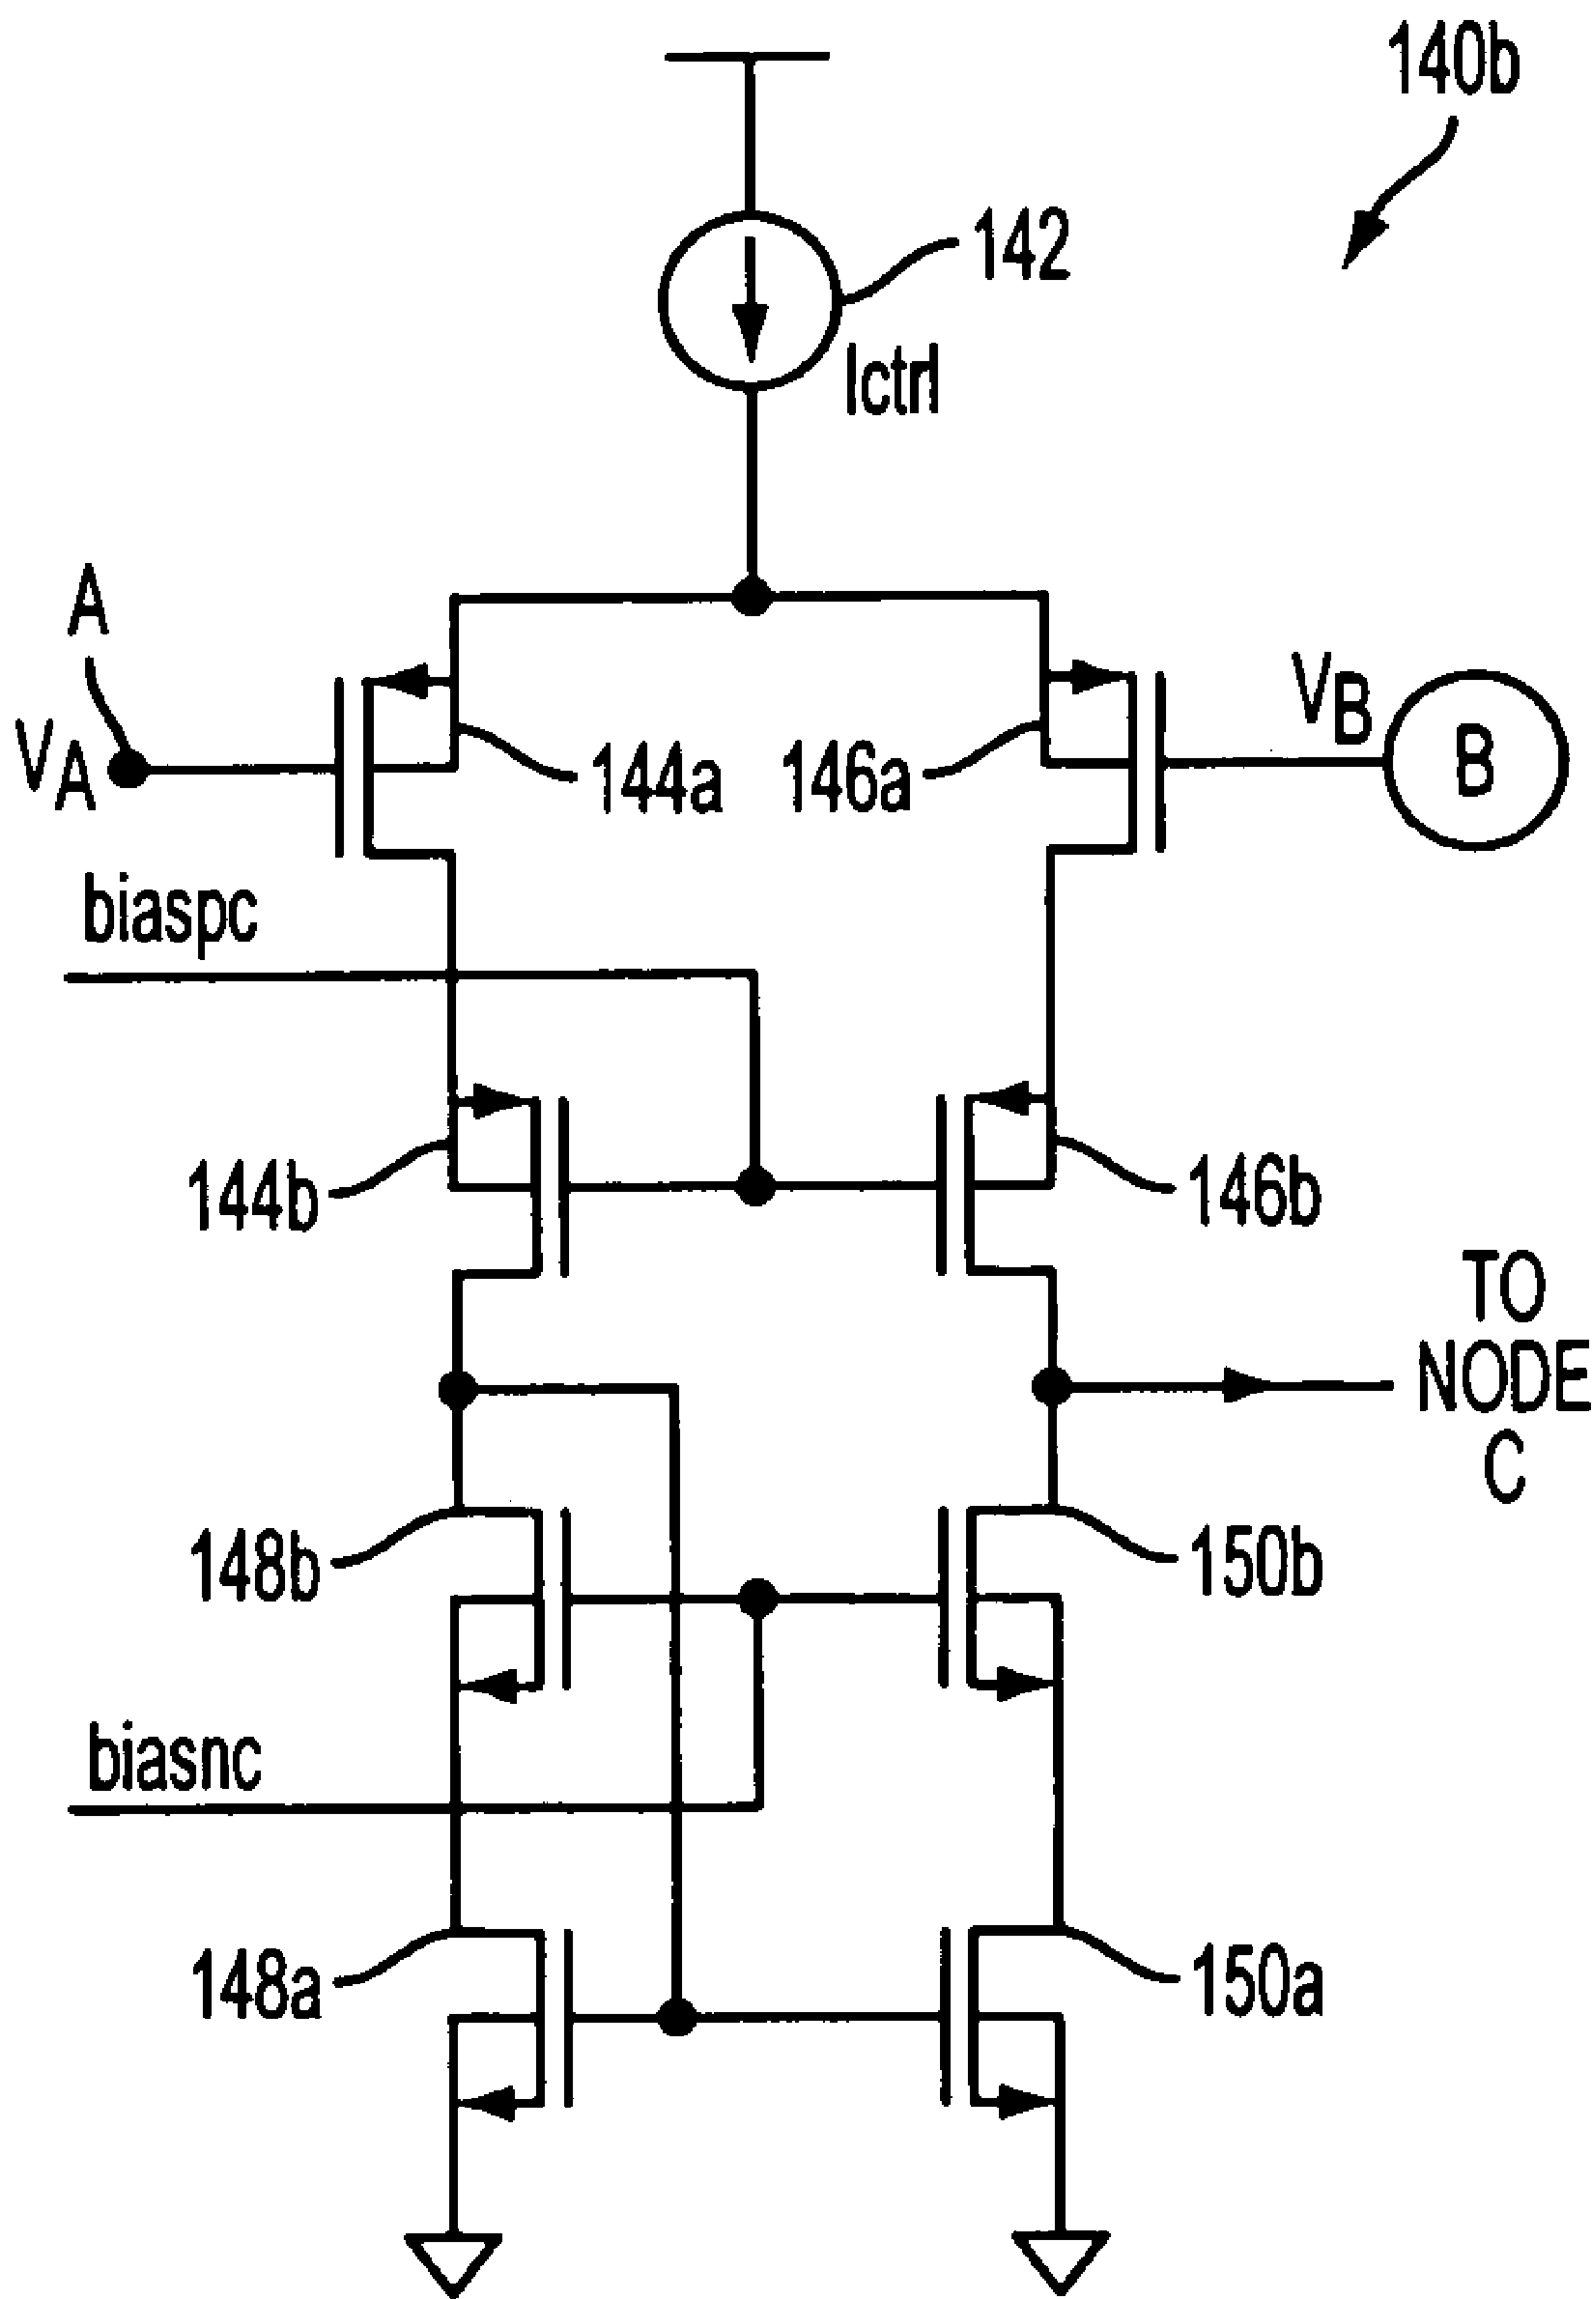 140b
142
Ictrl
A
VA
144a
146a
VB
B
biaspc
144b
146b
TO
NODE
C
148b
150b
biasnc
148a
150a